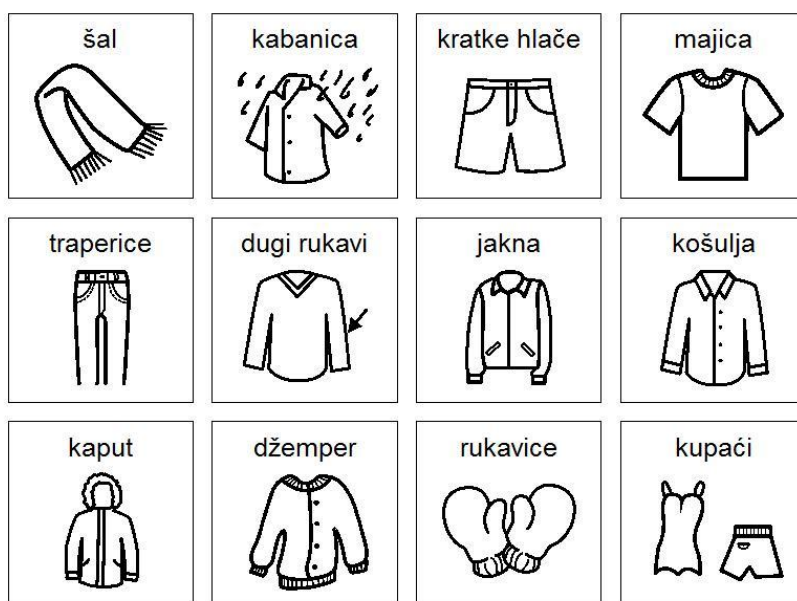 šal
kabanica
kratke hlače
majica
traperice
dugi rukavi
jakna
košulja
kaput
džemper
rukavice
kupaći